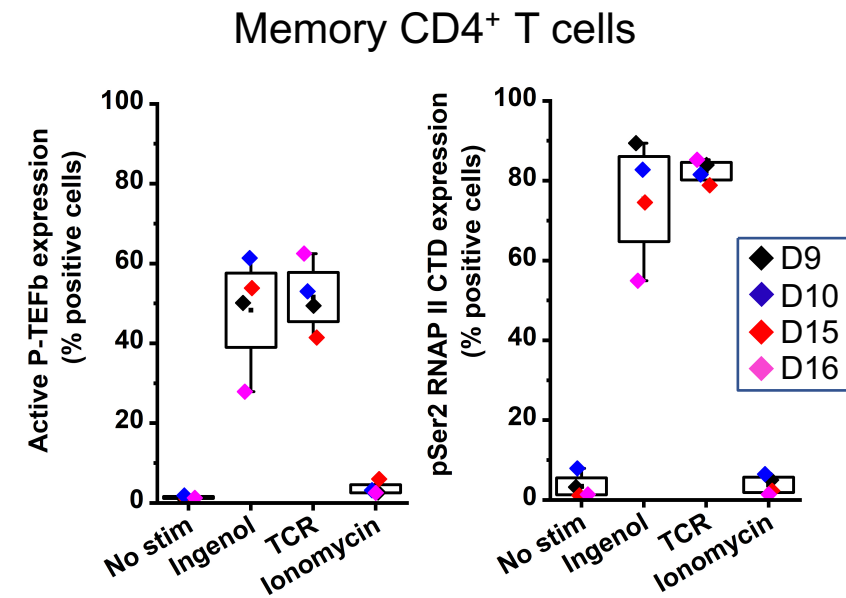 Memory CD4⁺ T cells
Active P-TEFb expression
(% positive cells)
100
80
60
40
20
0
No stim
Ingenol
TCR
Ionomycin
pSer2 RNAP II CTD expression
(% positive cells)
100
80
60
40
20
0
No stim
Ingenol
TCR
Ionomycin
D9
D10
D15
D16